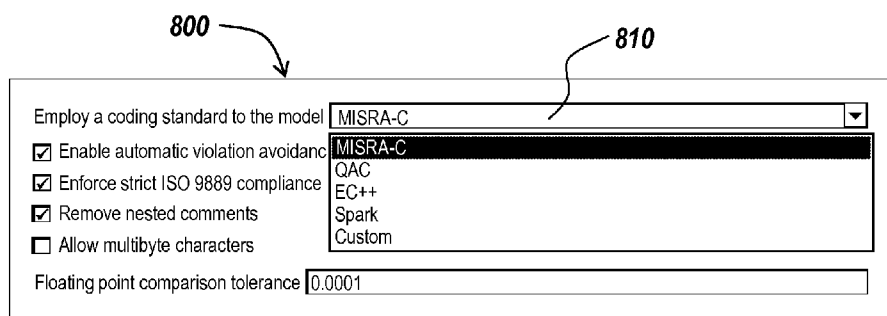 800
810
Employ a coding standard to the model MISRA-C
Enable automatic violation avoidanc MISRA-C
QAC
Enforce strict ISO 9889 compliance
EC++
Remove nested comments Spark
Custom
Allow multibyte characters
Floating point comparison tolerance 0.0001